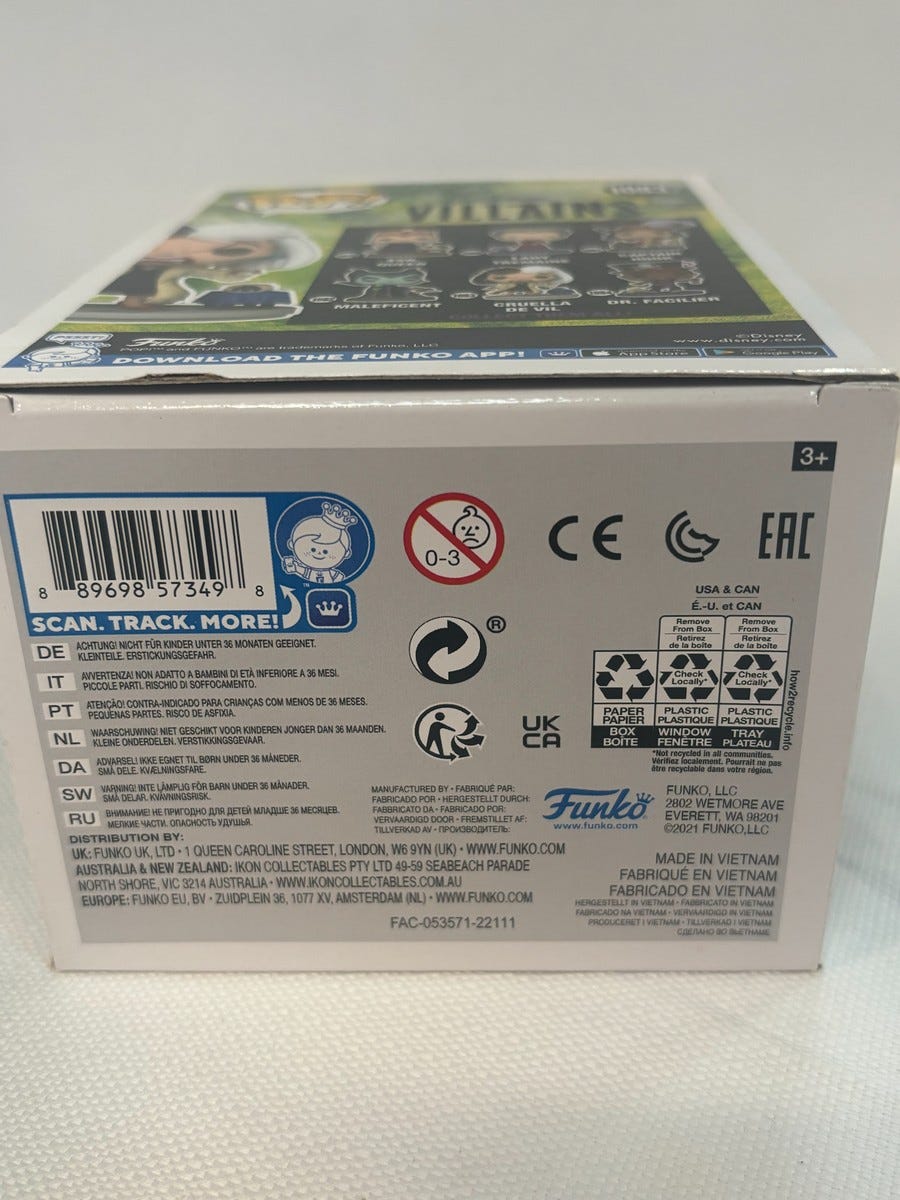 VILLAINS
MALEFICENT
CRUELLA
DE VIL
DR. FACILIER
Funko
POP!™ and FUNKO™ are trademarks of Funko, LLC
©Disney
www.disney.com
DOWNLOAD THE FUNKO APP!
App Store
Google Play
3+
8 89698 57349 8
SCAN. TRACK. MORE!
™
0-3
CE
EAC
®
UK
CA
DE ACHTUNG! NICHT FÜR KINDER UNTER 36 MONATEN GEEIGNET.
KLEINTEILE. ERSTICKUNGSGEFAHR.
IT AVVERTENZA! NON ADATTO A BAMBINI DI ETÀ INFERIORE A 36 MESI.
PICCOLE PARTI. RISCHIO DI SOFFOCAMENTO.
PT ATENÇÃO! CONTRA-INDICADO PARA CRIANÇAS COM MENOS DE 36 MESES.
PEQUENAS PARTES. RISCO DE ASFIXIA.
NL WAARSCHUWING! NIET GESCHIKT VOOR KINDEREN JONGER DAN 36 MAANDEN.
KLEINE ONDERDELEN. VERSTIKKINGSGEVAAR.
DA ADVARSEL! IKKE EGNET TIL BØRN UNDER 36 MÅNEDER.
SMÅ DELE. KVÆLNINGSFARE.
SW VARNING! INTE LÄMPLIG FÖR BARN UNDER 36 MÅNADER.
SMÅ DELAR. KVÄVNINGSRISK.
RU ВНИМАНИЕ! НЕ ПРИГОДНО ДЛЯ ДЕТЕЙ МЛАДШЕ 36 МЕСЯЦЕВ.
МЕЛКИЕ ЧАСТИ. ОПАСНОСТЬ УДУШЬЯ.
USA & CAN
É.-U. et CAN
Remove
From Box
Retirez
de la boîte
Remove
From Box
Retirez
de la boîte
Check
Locally*
Check
Locally*
PAPER
PAPIER
BOX
BOÎTE
PLASTIC
PLASTIQUE
WINDOW
FENÊTRE
PLASTIC
PLASTIQUE
TRAY
PLATEAU
how2recycle.info
*Not recycled in all communities.
Vérifiez localement. Pourrait ne pas
être recyclable dans votre région.
MANUFACTURED BY • FABRIQUÉ PAR:
FABRICADO POR • HERGESTELLT DURCH:
FABBRICATO DA • FABRICADO POR:
VERVAARDIGD DOOR • FREMSTILLET AF:
TILLVERKAD AV • ПРОИЗВОДИТЕЛЬ:
Funko
www.funko.com
FUNKO, LLC
2802 WETMORE AVE
EVERETT, WA 98201
©2021 FUNKO,LLC
DISTRIBUTION BY:
UK: FUNKO UK, LTD • 1 QUEEN CAROLINE STREET, LONDON, W6 9YN (UK) • WWW.FUNKO.COM
AUSTRALIA & NEW ZEALAND: IKON COLLECTABLES PTY LTD 49-59 SEABEACH PARADE
NORTH SHORE, VIC 3214 AUSTRALIA • WWW.IKONCOLLECTABLES.COM.AU
EUROPE: FUNKO EU, BV • ZUIDPLEIN 36, 1077 XV, AMSTERDAM (NL) • WWW.FUNKO.COM
FAC-053571-22111
MADE IN VIETNAM
FABRIQUÉ EN VIETNAM
FABRICADO EN VIETNAM
HERGESTELLT IN VIETNAM • FABBRICATO IN VIETNAM
FABRICADO NA VIETNAM • VERVAARDIGD IN VIETNAM
PRODUCERET I VIETNAM • TILLVERKAD I VIETNAM
СДЕЛАНО ВО ВЬЕТНАМЕ